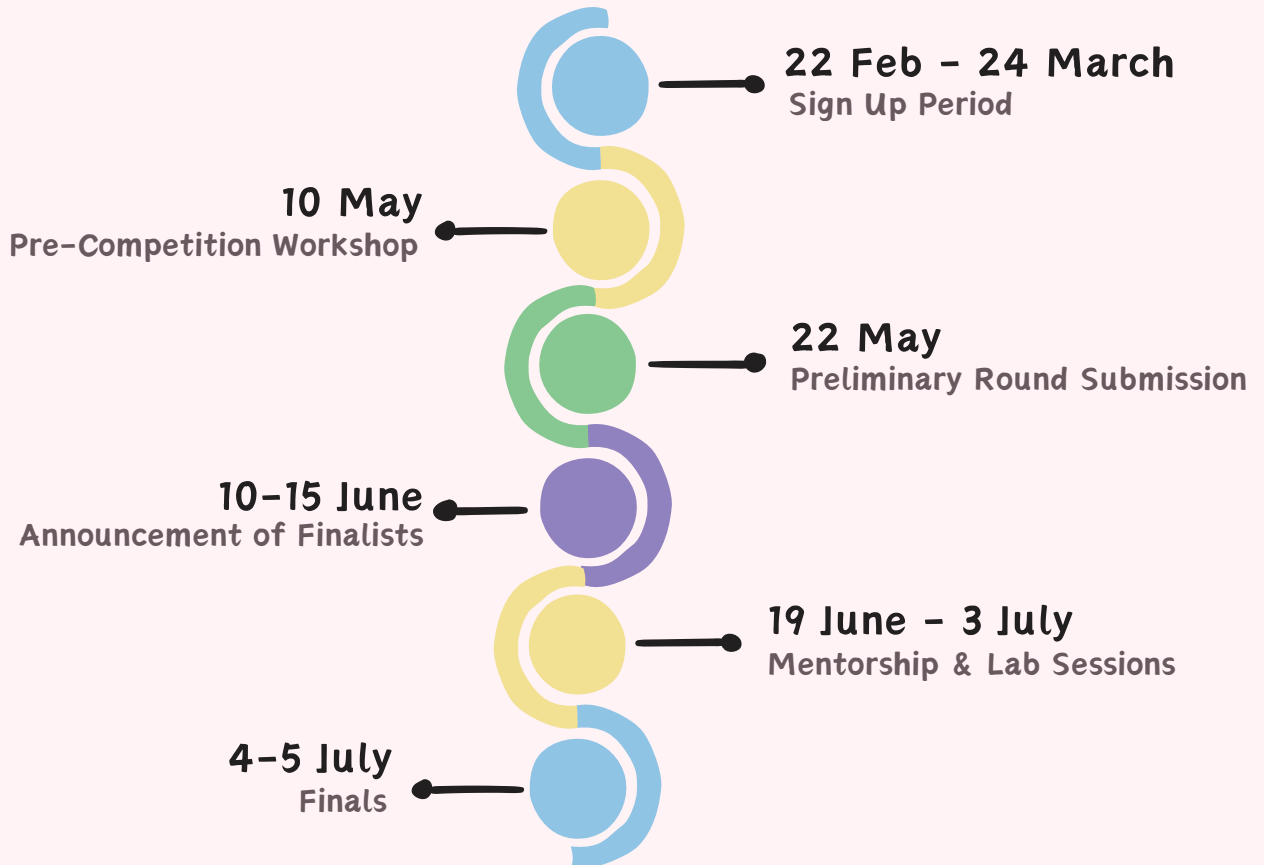 22 Feb - 24 March
Sign Up Period
10 May
Pre-Competition Workshop
22 May
Preliminary Round Submission
10-15 June
Announcement of Finalists
19 June - 3 July
Mentorship & Lab Sessions
4-5 July
Finals